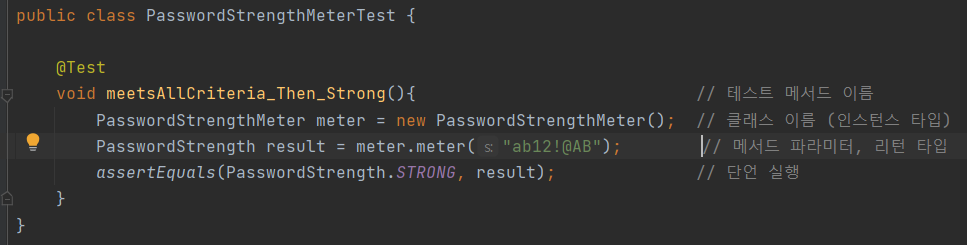 public class PasswordStrengthMeterTest {
@Test
void meetsAllCriteria_Then_Strong(){ // 테스트 메서드 이름
PasswordStrengthMeter meter = new PasswordStrengthMeter(); // 클래스 이름 (인스턴스 타입)
PasswordStrength result = meter.meter( s: "ab12!@AB"); // 메서드 파라미터, 리턴 타입
assertEquals(PasswordStrength.STRONG, result); // 단언 실행
}
}